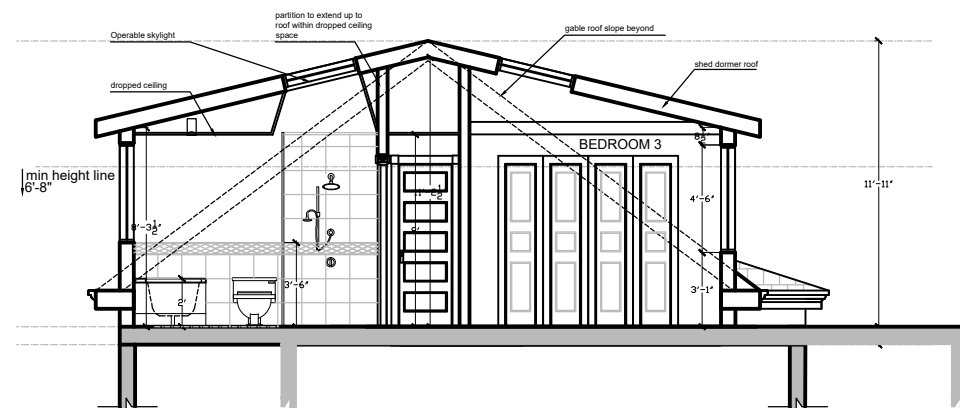 partition to extend up to
roof within dropped ceiling
space
Operable skylight
gable roof slope beyond
shed dormer roof
dropped ceiling
BEDROOM 3
min height line
6'-8"
11'-11"
4'-6"
8'-3½"
3'-6"
3'-1"
2'